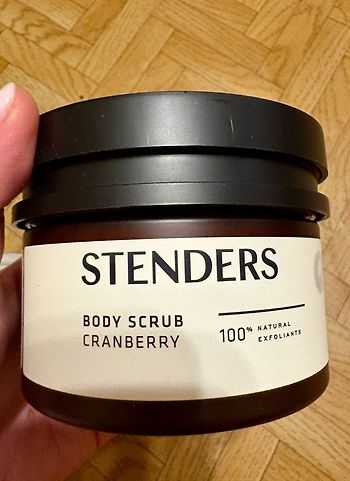 STENDERS
BODY SCRUB
CRANBERRY
100% NATURAL
EXFOLIANTS